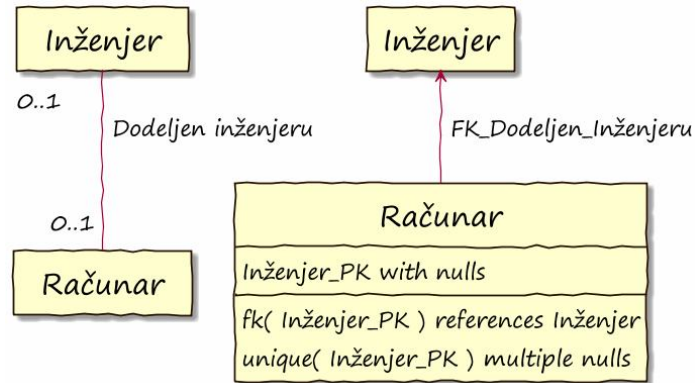 Inženjer
0..1
Dodeljen inženjeru
0..1
Računar
Inženjer
FK_Dodeljen_Inženjeru
Računar
Inženjer_PK with nulls
fk( Inženjer_PK ) references Inženjer
unique( Inženjer_PK ) multiple nulls